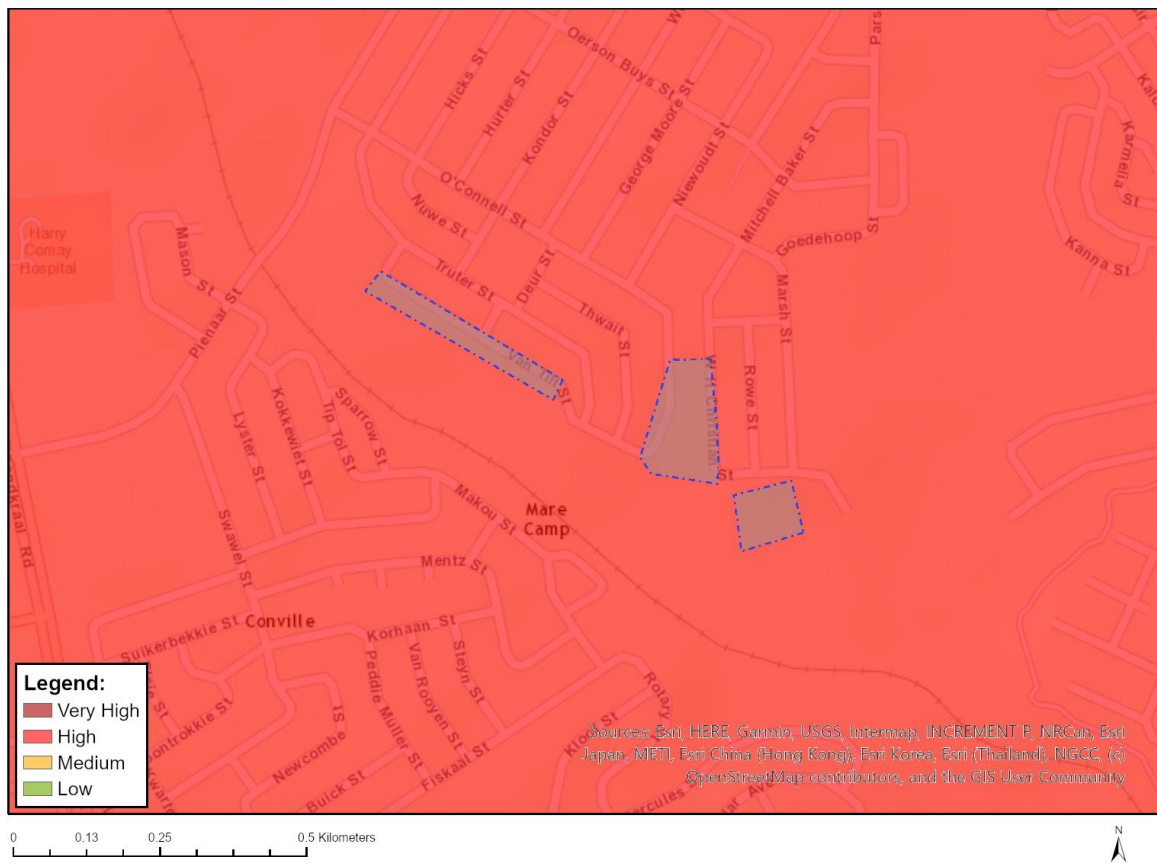 Oerson Buys St
Pars
Hicks St
Hurter St
Kondor St
George Moore St
Niewoudt St
Mitchell Baker St
Karmelia St
Kanna St
Goedehoop St
O'Connell St
Nuwe St
Truter St
Deur St
Thwait St
Marsh St
Rowe St
W H Christian St
Harry
Comay
Hospital
Mason St
Pienaar St
Sparrow St
Tip Tol St
Kokkewiet St
Lyster St
Swawel St
Makou St
Mare
Camp
Mentz St
Suikerbekkie St
Conville
Korhaan St
Peddie Muller St
Van Rooyen St
Steyn St
Rotary
Newcombe St
Buick St
Fiskaal St
Legend:
Very High
High
Medium
Low
Sources: Esri, HERE, Garmin, USGS, Intermap, INCREMENT P, NRCan, Esri
Japan, METI, Esri China (Hong Kong), Esri Korea, Esri (Thailand), NGCC, (c)
OpenStreetMap contributors, and the GIS User Community
0 0.13 0.25 0.5 Kilometers
N